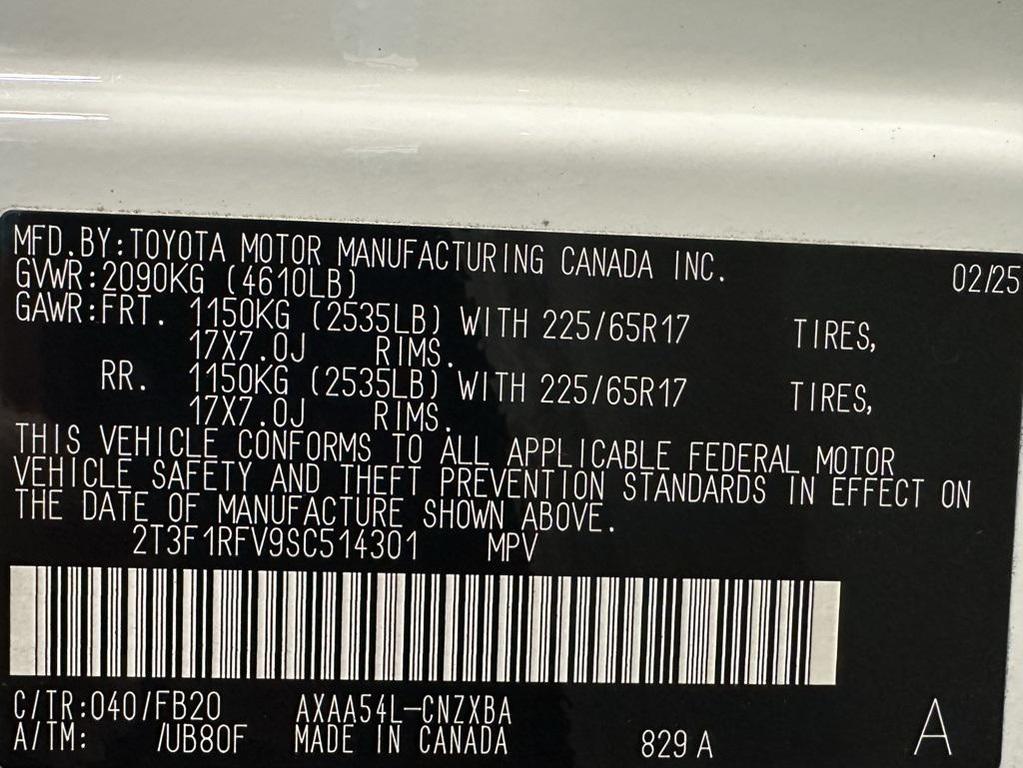 MFD.BY:TOYOTA MOTOR MANUFACTURING CANADA INC. 02/25
GVWR:2090KG (4610LB)
GAWR:FRT. 1150KG (2535LB) WITH 225/65R17 TIRES,
17X7.0J RIMS.
RR. 1150KG (2535LB) WITH 225/65R17 TIRES,
17X7.0J RIMS.
THIS VEHICLE CONFORMS TO ALL APPLICABLE FEDERAL MOTOR
VEHICLE SAFETY AND THEFT PREVENTION STANDARDS IN EFFECT ON
THE DATE OF MANUFACTURE SHOWN ABOVE.
2T3F1RFV9SC514301 MPV
C/TR:040/FB20 AXAA54L-CNZXBA
A/TM: /UB80F MADE IN CANADA 829 A A